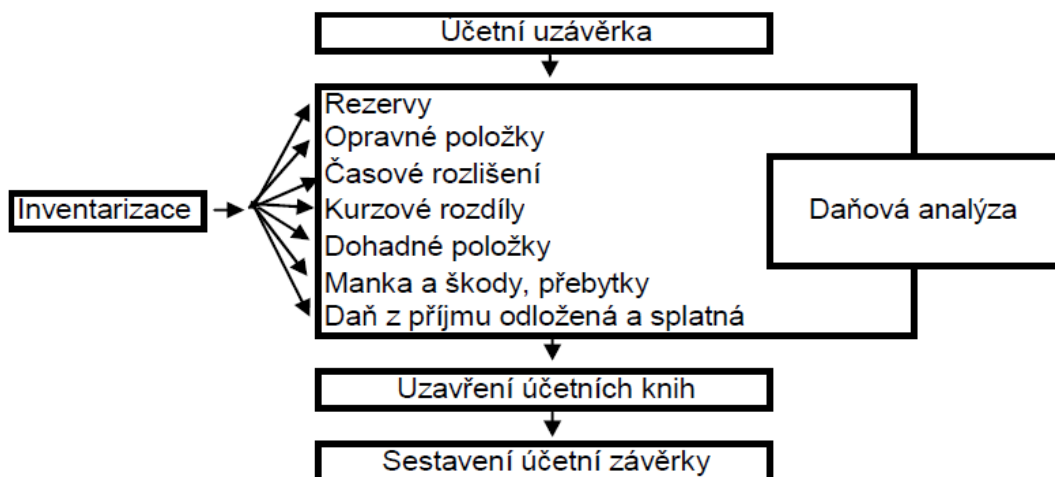 Účetní uzávěrka
Rezervy
Opravné položky
Časové rozlišení
Inventarizace
Kurzové rozdíly
Daňová analýza
Dohadné položky
Manka a škody, přebytky
Daň z příjmu odložená a splatná
Uzavření účetních knih
Sestavení účetní závěrky